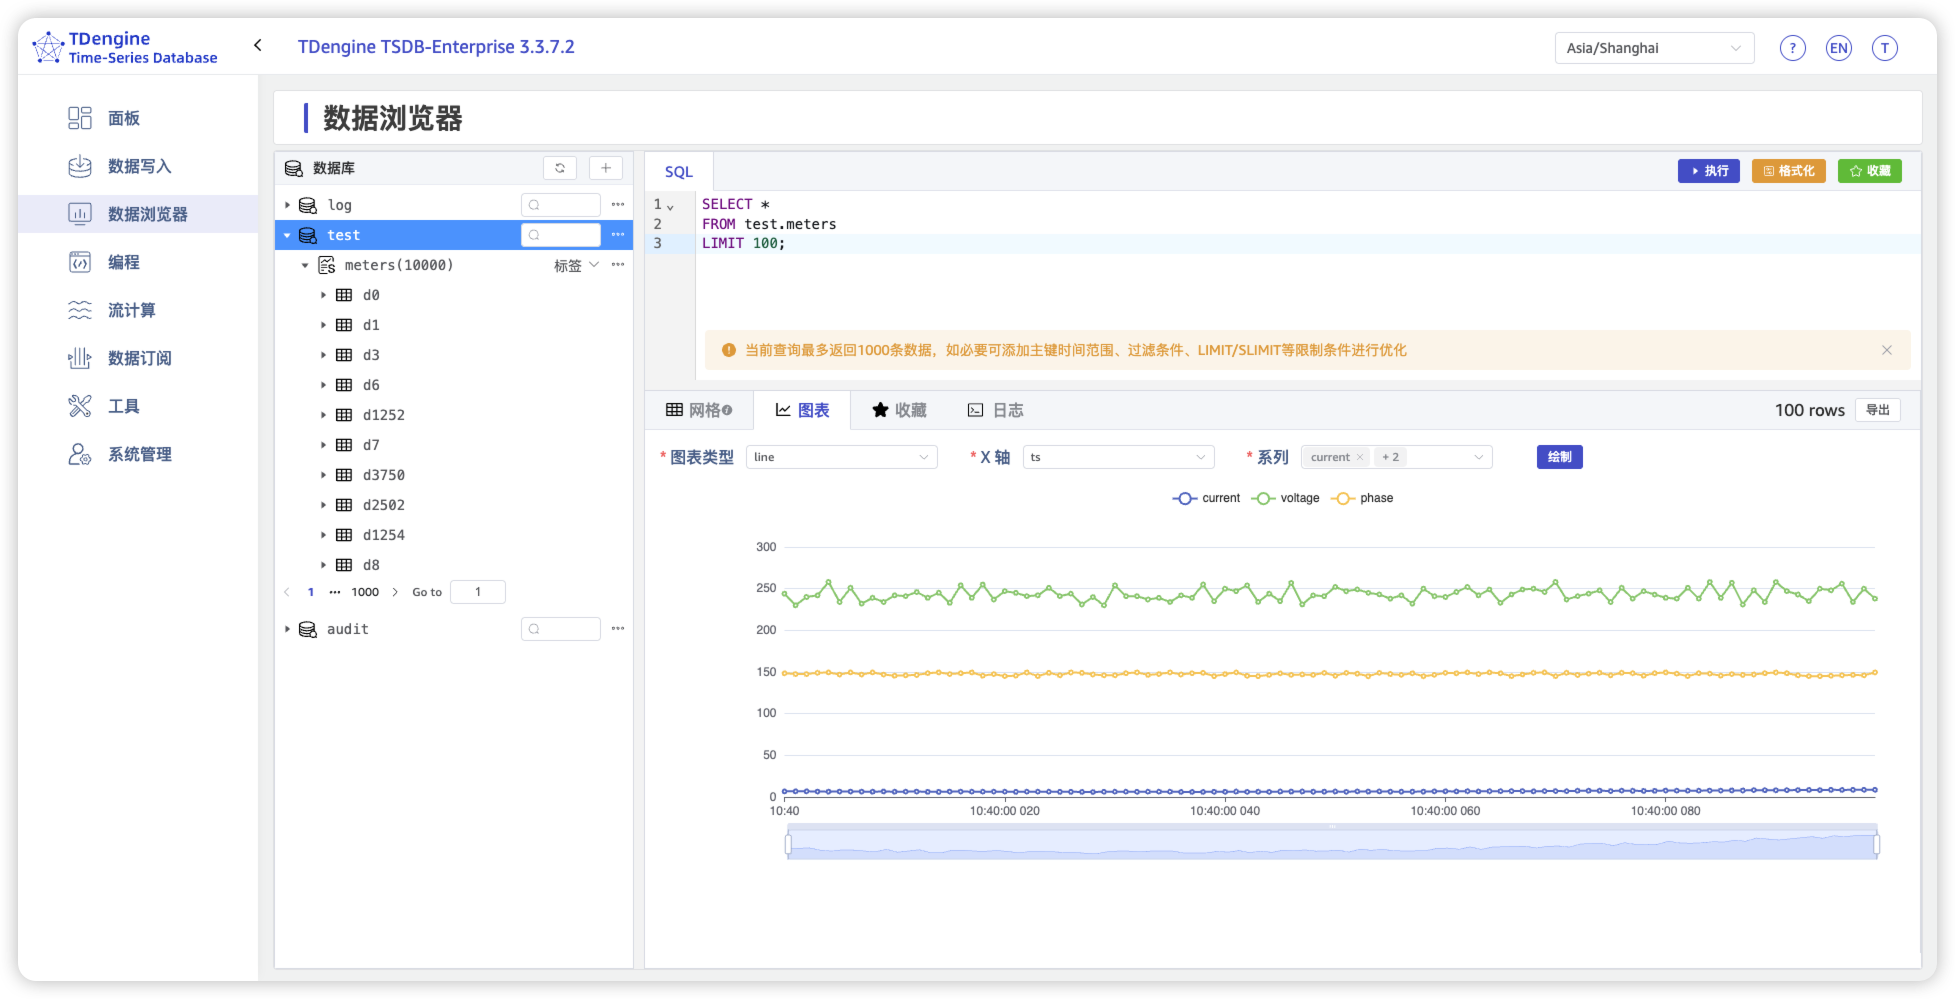 TDengine
Time-Series Database
TDengine TSDB-Enterprise 3.3.7.2
Asia/Shanghai
?
EN
T
面板
数据写入
数据浏览器
编程
流计算
数据订阅
工具
系统管理
数据浏览器
数据库
log
test
meters(10000)
标签
d0
d1
d3
d6
d1252
d7
d3750
d2502
d1254
d8
1
1000
Go to
1
audit
SQL
执行
格式化
收藏
1 SELECT *
2 FROM test.meters
3 LIMIT 100;
当前查询最多返回1000条数据，如必要可添加主键时间范围、过滤条件、LIMIT/SLIMIT等限制条件进行优化
网格
图表
收藏
日志
100 rows
导出
* 图表类型
line
* X 轴
ts
* 系列
current
+ 2
绘制
current
voltage
phase
300
250
200
150
100
50
0
10:40
10:40:00 020
10:40:00 040
10:40:00 060
10:40:00 080